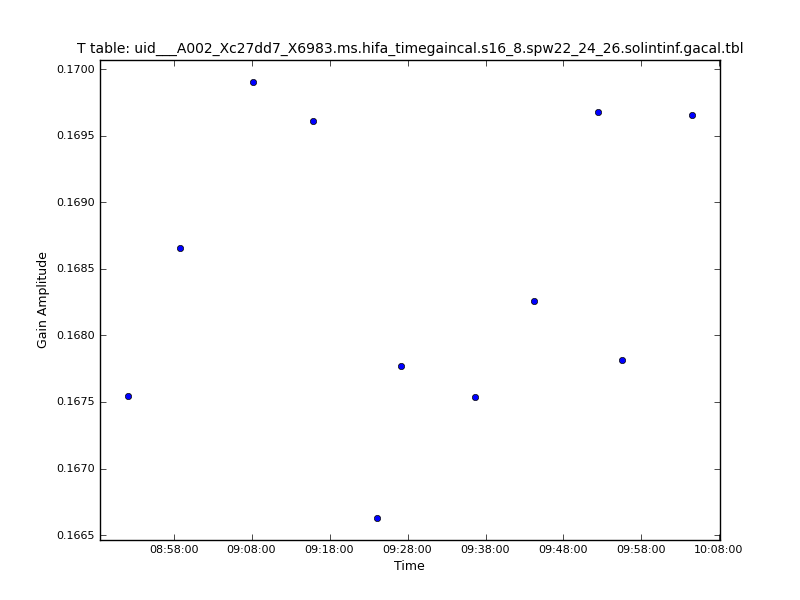 T table: uid___A002_Xc27dd7_X6983.ms.hifa_timegaincal.s16_8.spw22_24_26.solintinf.gacal.tbl
0.1700
0.1695
0.1690
0.1685
0.1680
0.1675
0.1670
0.1665
Gain Amplitude
08:58:00 09:08:00 09:18:00 09:28:00 09:38:00 09:48:00 09:58:00 10:08:00
Time